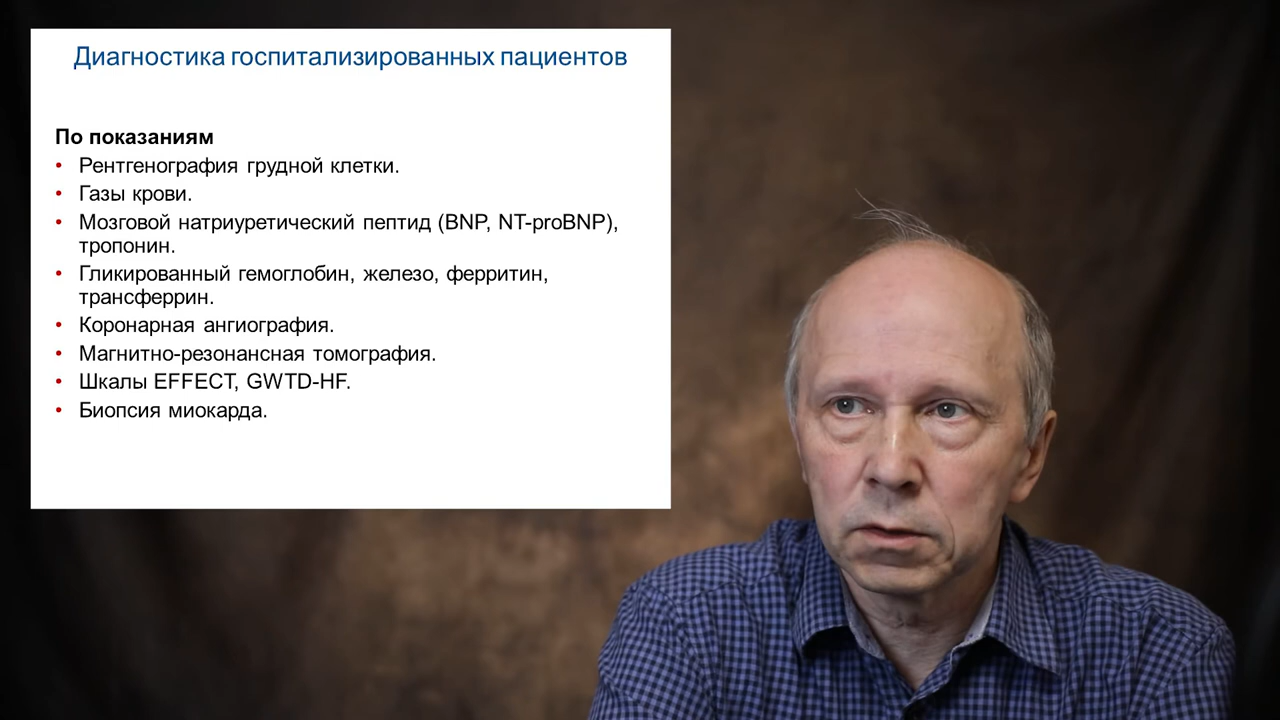 Диагностика госпитализированных пациентов
По показаниям
• Рентгенография грудной клетки.
• Газы крови.
• Мозговой натриуретический пептид (BNP, NT-proBNP),
тропонин.
• Гликированный гемоглобин, железо, ферритин,
трансферрин.
• Коронарная ангиография.
• Магнитно-резонансная томография.
• Шкалы EFFECT, GWTD-HF.
• Биопсия миокарда.